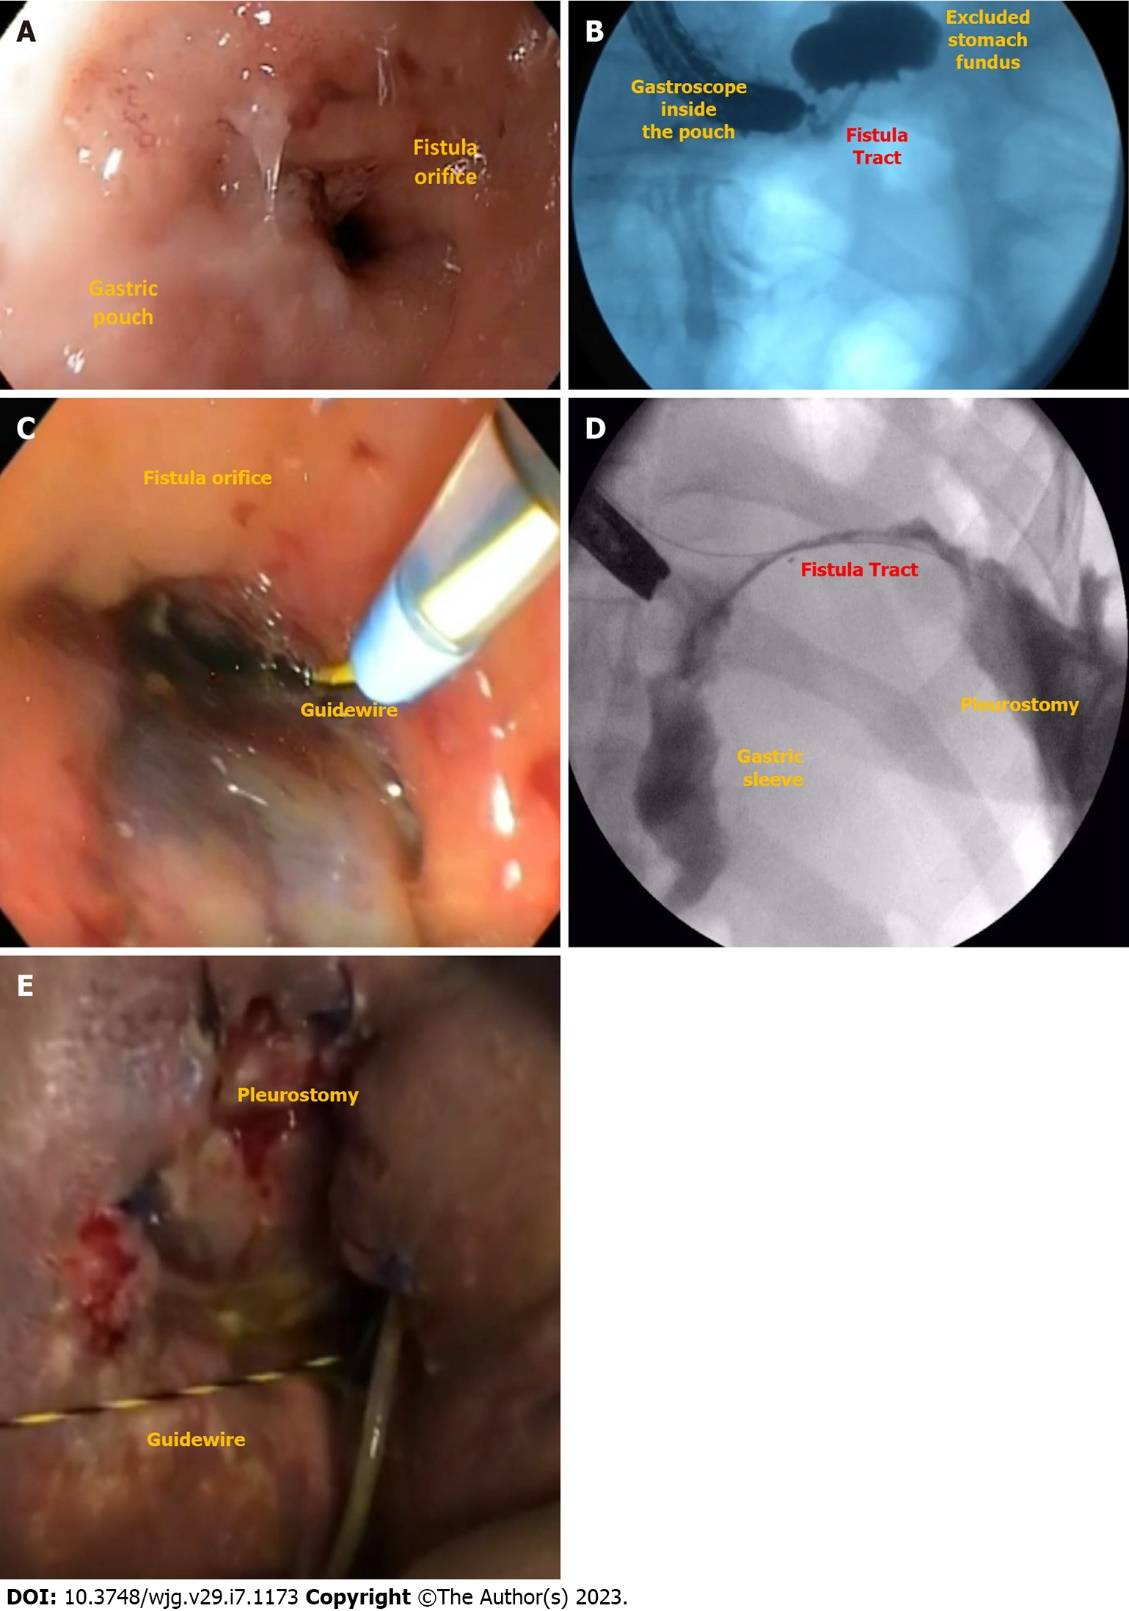 A
Fistula
orifice
Gastric
pouch
B
Excluded
stomach
fundus
Gastroscope
inside
the pouch
Fistula
Tract
C
Fistula orifice
Guidewire
D
Fistula Tract
Pleurostomy
Gastric
sleeve
E
Pleurostomy
Guidewire
DOI: 10.3748/wjg.v29.i7.1173 Copyright ©The Author(s) 2023.